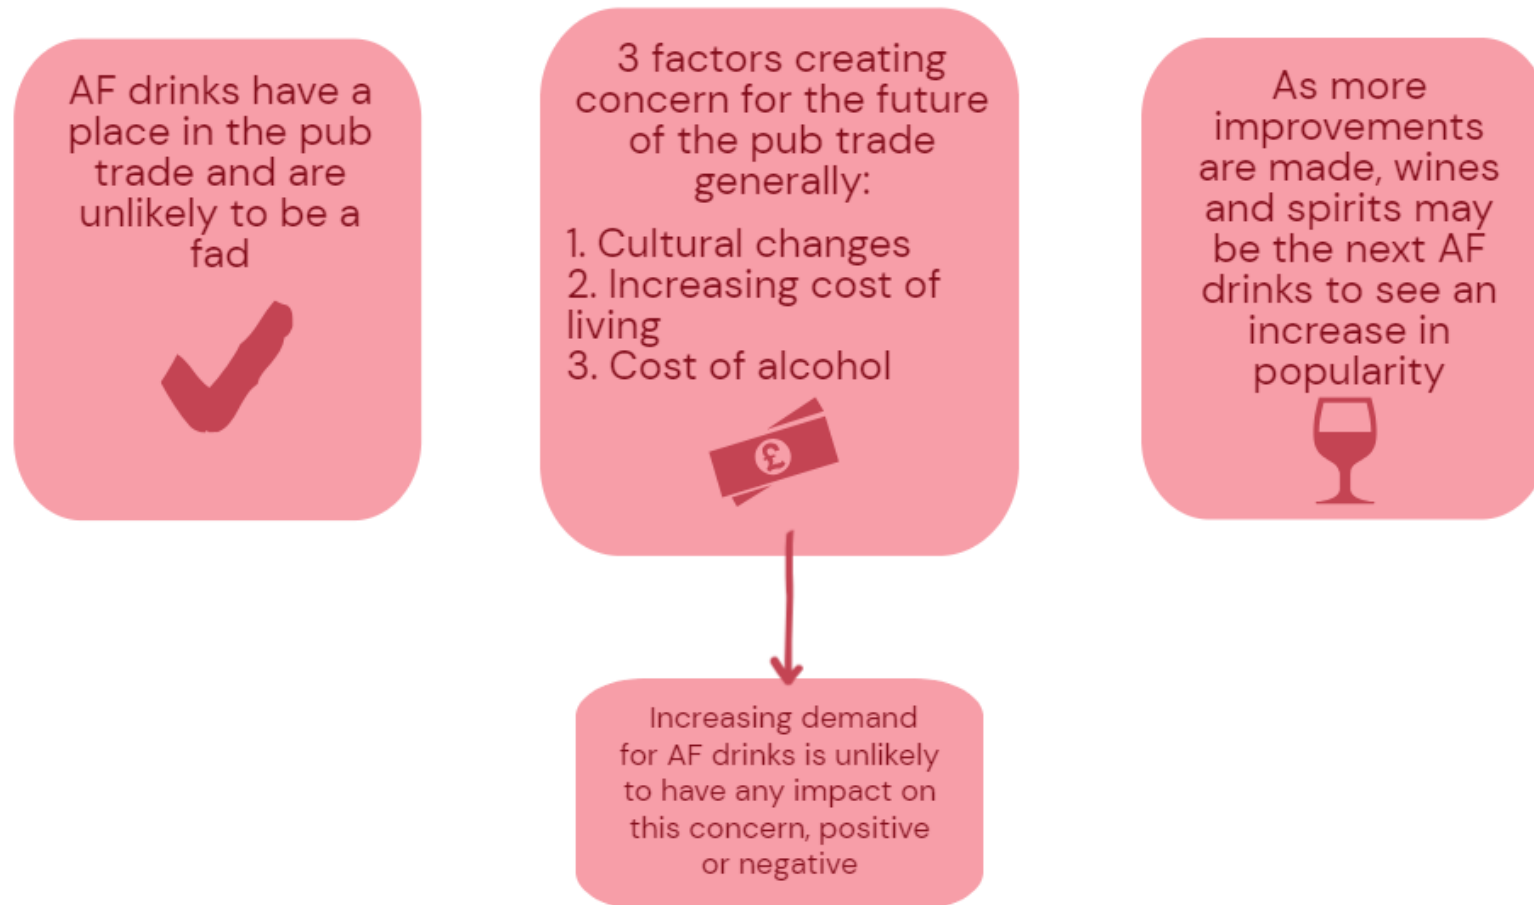 AF drinks have a
place in the pub
trade and are
unlikely to be a
fad
3 factors creating
concern for the future
of the pub trade
generally:
1. Cultural changes
2. Increasing cost of
living
3. Cost of alcohol
£
Increasing demand
for AF drinks is unlikely
to have any impact on
this concern, positive
or negative
As more
improvements
are made, wines
and spirits may
be the next AF
drinks to see an
increase in
popularity